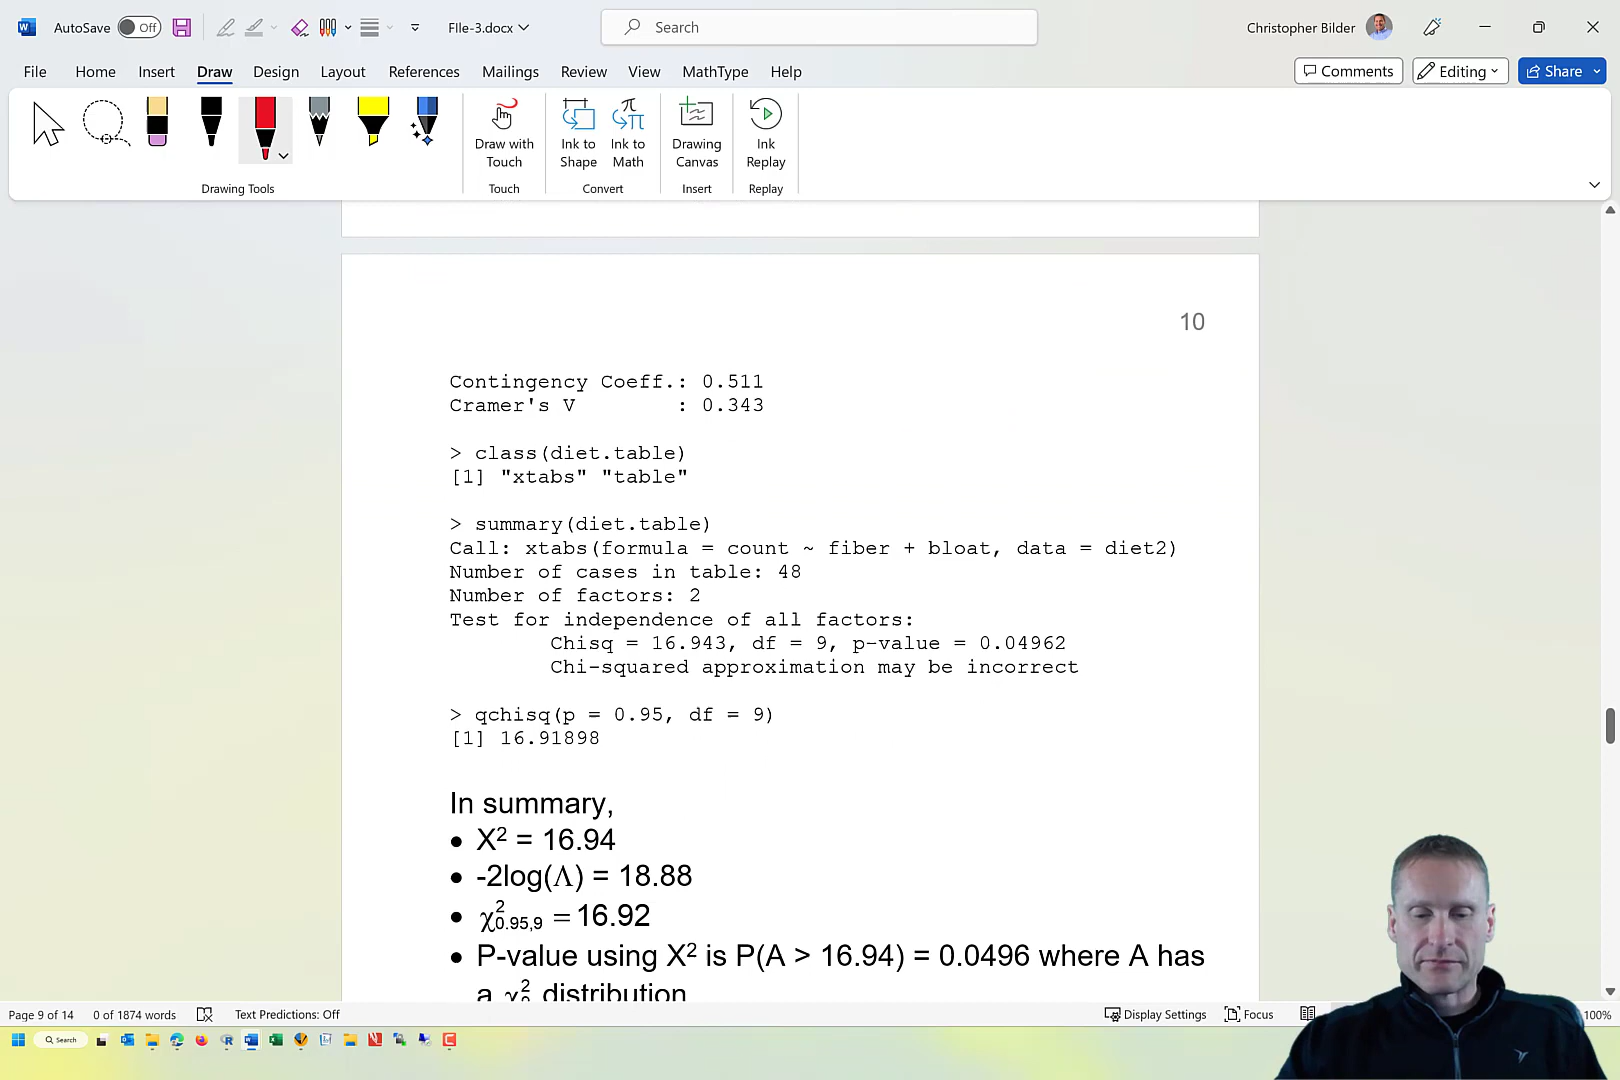 AutoSave Off FIle-3.docx Search Christopher Bilder
File Home Insert Draw Design Layout References Mailings Review View MathType Help Comments Editing Share
Draw with Touch
Ink to Shape
Ink to Math
Drawing Canvas
Ink Replay
Drawing Tools Touch Convert Insert Replay
10
Contingency Coeff.: 0.511
Cramer's V : 0.343
> class(diet.table)
[1] "xtabs" "table"
> summary(diet.table)
Call: xtabs(formula = count ~ fiber + bloat, data = diet2)
Number of cases in table: 48
Number of factors: 2
Test for independence of all factors:
Chisq = 16.943, df = 9, p-value = 0.04962
Chi-squared approximation may be incorrect
> qchisq(p = 0.95, df = 9)
[1] 16.91898
In summary,
• X² = 16.94
• -2log(Λ) = 18.88
• χ²₀.₉₅,₉ = 16.92
• P-value using X² is P(A > 16.94) = 0.0496 where A has
a χ² distribution
Page 9 of 14 0 of 1874 words Text Predictions: Off Display Settings Focus 100%
Search